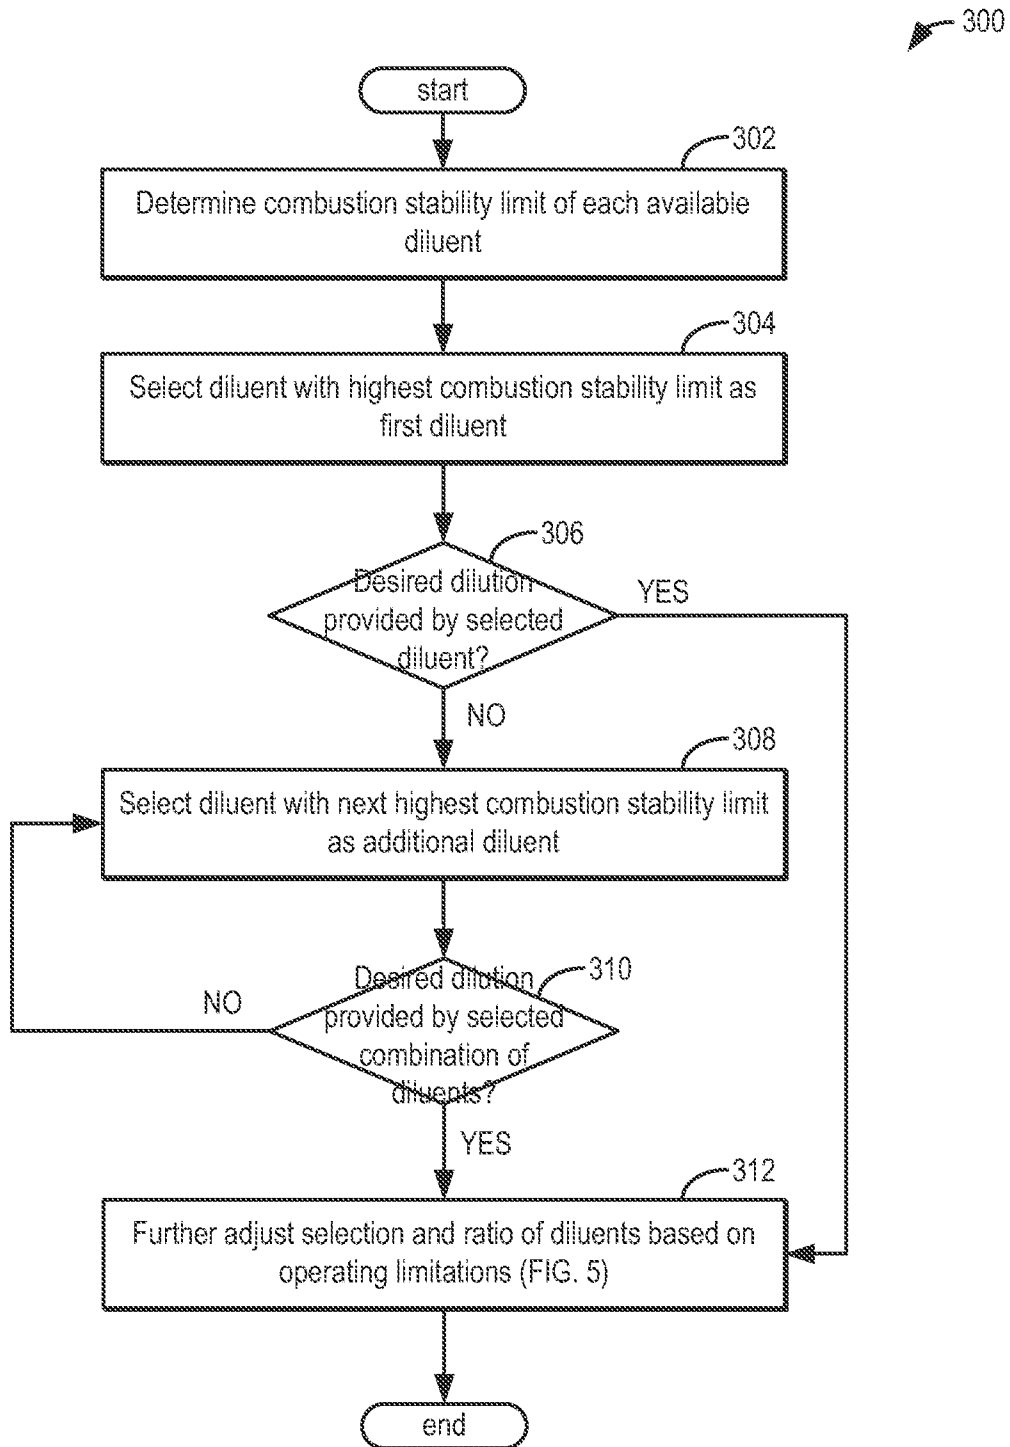 300
start
302
Determine combustion stability limit of each available
diluent
304
Select diluent with highest combustion stability limit as
first diluent
306
Desired dilution
provided by selected
diluent?
YES
NO
308
Select diluent with next highest combustion stability limit
as additional diluent
310
Desired dilution
provided by selected
combination of
diluents?
NO
YES
312
Further adjust selection and ratio of diluents based on
operating limitations (FIG. 5)
end